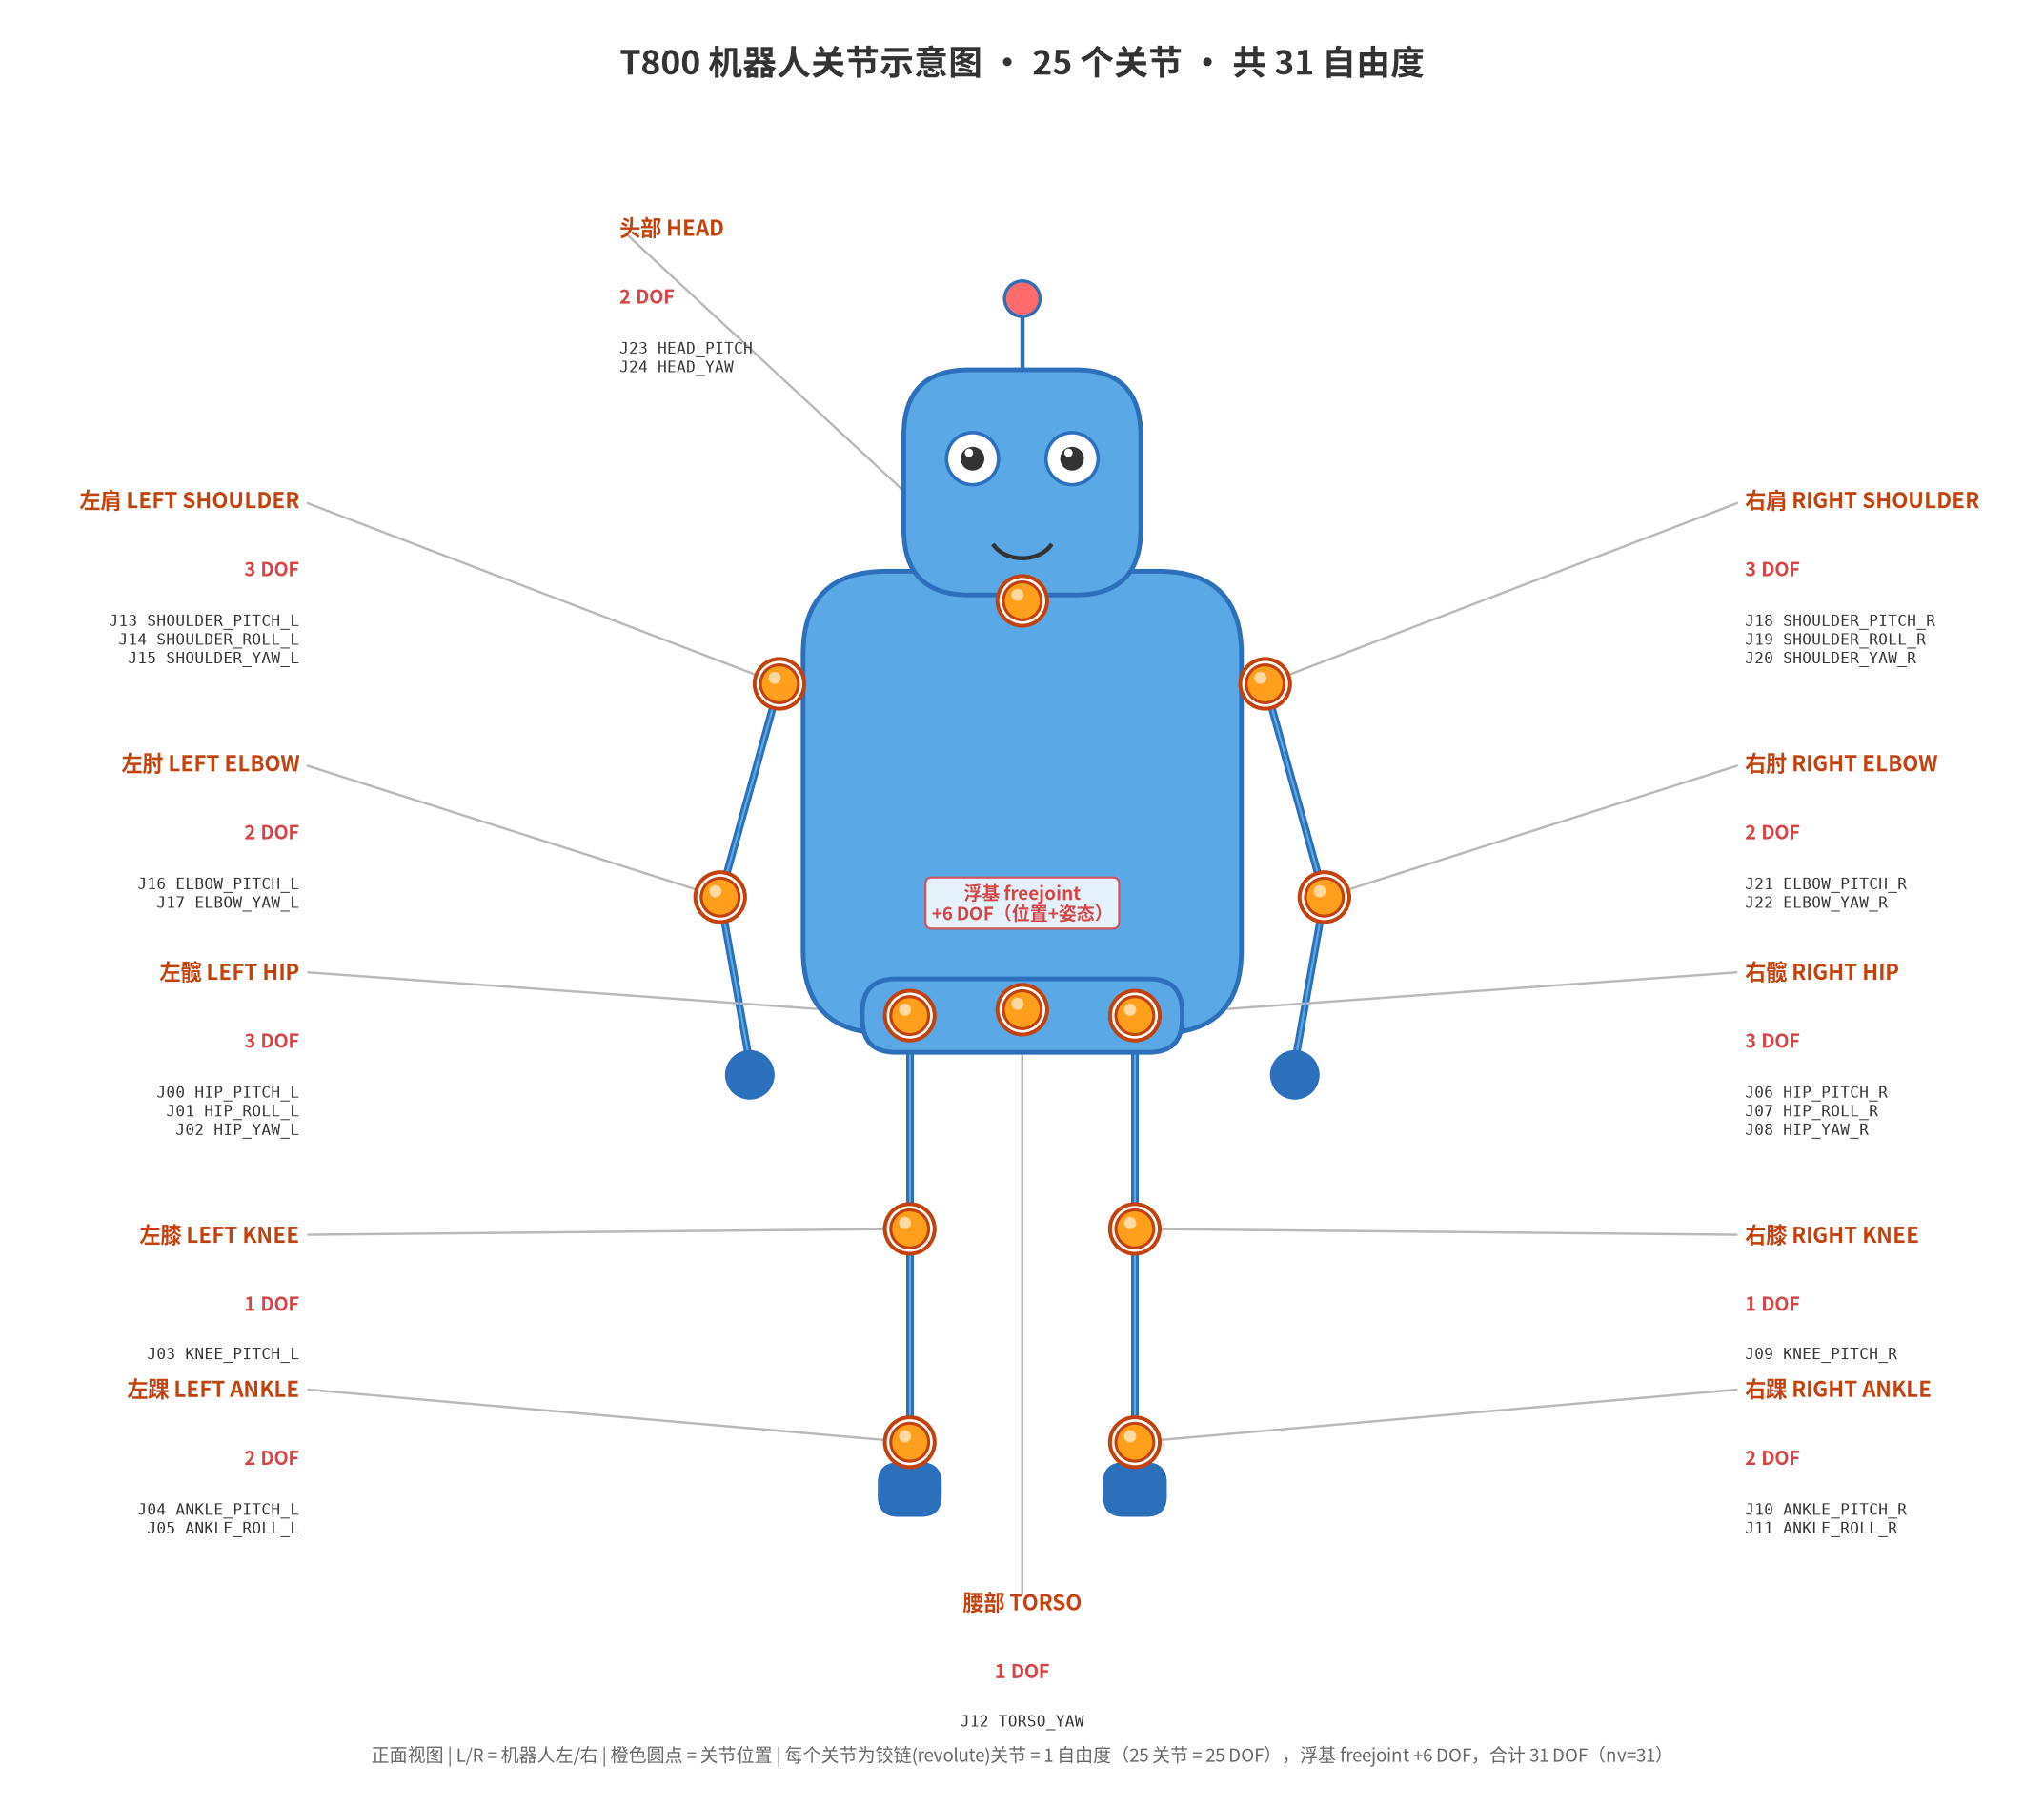 T800 机器人关节示意图 · 25 个关节 · 共 31 自由度
头部 HEAD
2 DOF
J23 HEAD_PITCH
J24 HEAD_YAW
左肩 LEFT SHOULDER
3 DOF
J13 SHOULDER_PITCH_L
J14 SHOULDER_ROLL_L
J15 SHOULDER_YAW_L
右肩 RIGHT SHOULDER
3 DOF
J18 SHOULDER_PITCH_R
J19 SHOULDER_ROLL_R
J20 SHOULDER_YAW_R
左肘 LEFT ELBOW
2 DOF
J16 ELBOW_PITCH_L
J17 ELBOW_YAW_L
浮基 freejoint
+6 DOF（位置+姿态）
右肘 RIGHT ELBOW
2 DOF
J21 ELBOW_PITCH_R
J22 ELBOW_YAW_R
左髋 LEFT HIP
3 DOF
J00 HIP_PITCH_L
J01 HIP_ROLL_L
J02 HIP_YAW_L
右髋 RIGHT HIP
3 DOF
J06 HIP_PITCH_R
J07 HIP_ROLL_R
J08 HIP_YAW_R
左膝 LEFT KNEE
1 DOF
J03 KNEE_PITCH_L
右膝 RIGHT KNEE
1 DOF
J09 KNEE_PITCH_R
左踝 LEFT ANKLE
2 DOF
J04 ANKLE_PITCH_L
J05 ANKLE_ROLL_L
右踝 RIGHT ANKLE
2 DOF
J10 ANKLE_PITCH_R
J11 ANKLE_ROLL_R
腰部 TORSO
1 DOF
J12 TORSO_YAW
正面视图 | L/R = 机器人左/右 | 橙色圆点 = 关节位置 | 每个关节为铰链(revolute)关节 = 1 自由度（25 关节 = 25 DOF），浮基 freejoint +6 DOF，合计 31 DOF（nv=31）